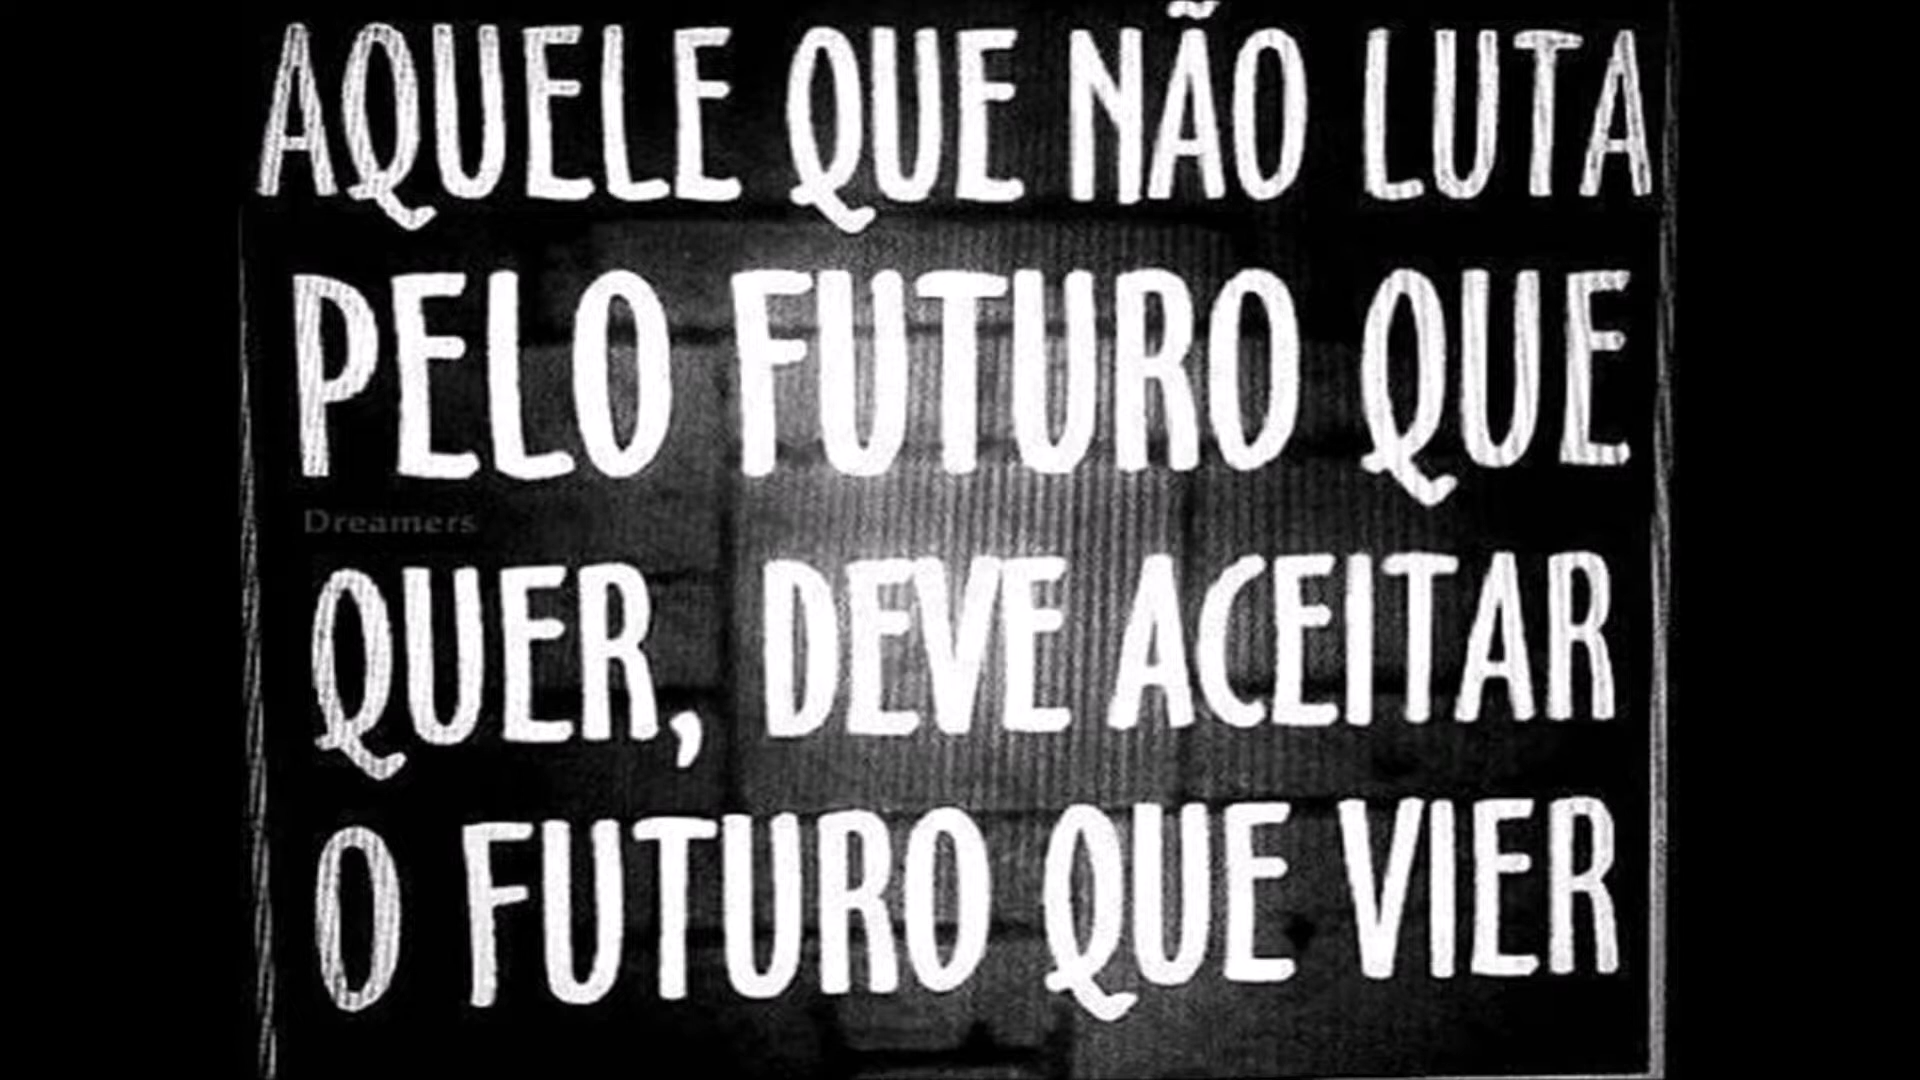 AQUELE QUE NÃO LUTA
PELO FUTURO QUE
Dreamers
QUER, DEVE ACEITAR
O FUTURO QUE VIER